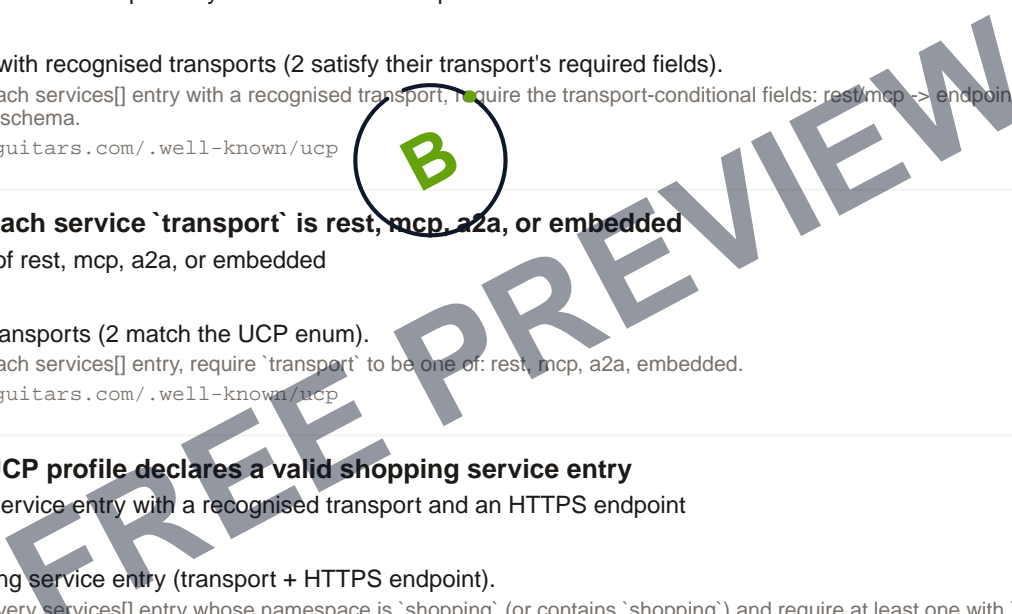 with recognised transports (2 satisfy their transport's required fields).
ach services[] entry with a recognised transport, require the transport-conditional fields: rest/mcp -> endpoin
schema.
guitars.com/.well-known/ucp
B
ach service `transport` is rest, mcp, a2a, or embedded
of rest, mcp, a2a, or embedded
ansports (2 match the UCP enum).
ach services[] entry, require `transport` to be one of: rest, mcp, a2a, embedded.
guitars.com/.well-known/ucp
FREE PREVIEW
UCP profile declares a valid shopping service entry
ervice entry with a recognised transport and an HTTPS endpoint
ng service entry (transport + HTTPS endpoint).
very services[] entry whose namespace is `shopping` (or contains `shopping`) and require at least one with